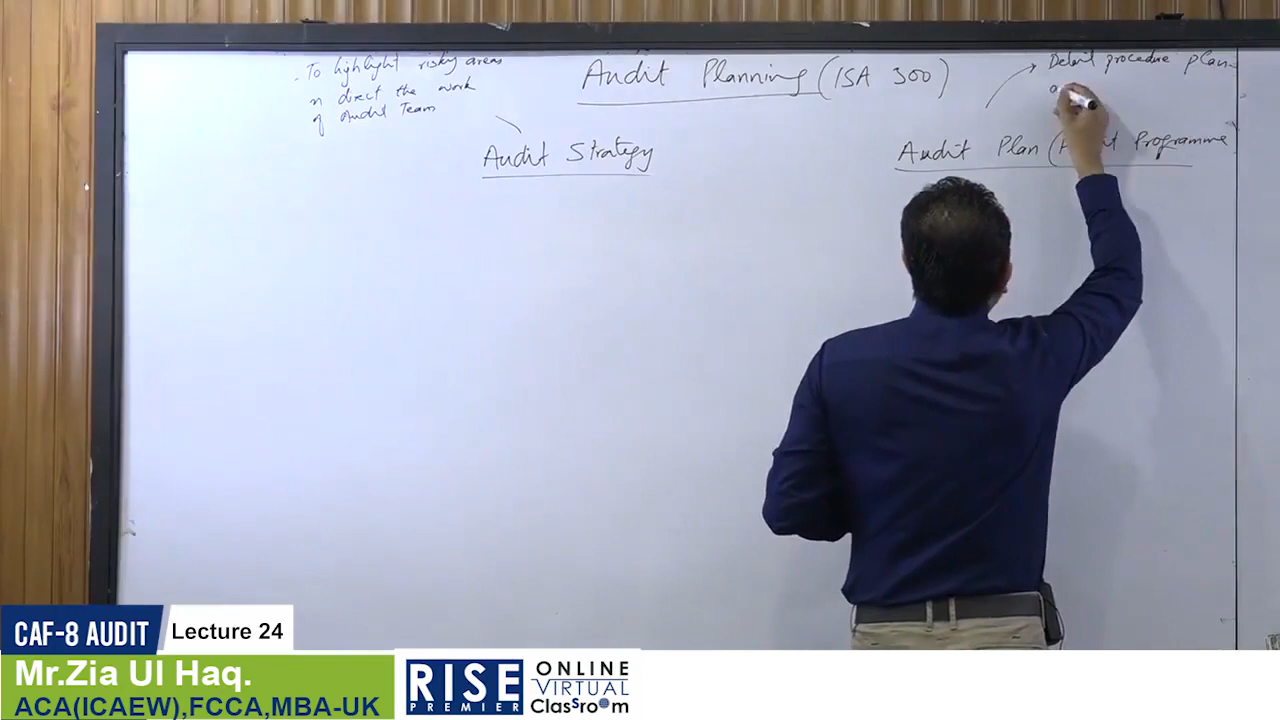 . To highlight risky areas
n direct the work
of Audit Team
Audit Planning (ISA 300)
Detail procedure plan
Audit Strategy
Audit Plan (Audit Programme
CAF-8 AUDIT
Lecture 24
Mr.Zia Ul Haq.
ACA(ICAEW),FCCA,MBA-UK
RISE
PREMIER
ONLINE
VIRTUAL
Classroom